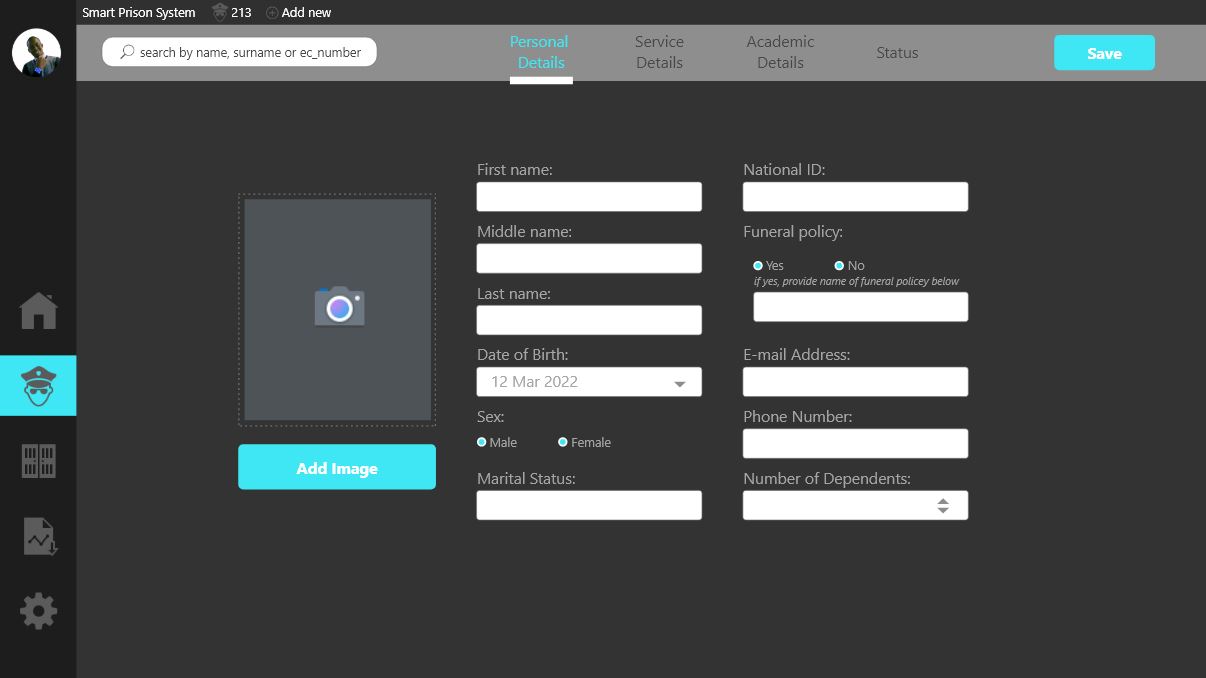 Smart Prison System 213 Add new
search by name, surname or ec_number
Personal
Details
Service
Details
Academic
Details
Status
Save
First name:
Middle name:
Last name:
Date of Birth:
12 Mar 2022
Sex:
Male Female
Marital Status:
National ID:
Funeral policy:
Yes No
if yes, provide name of funeral policey below
E-mail Address:
Phone Number:
Number of Dependents:
Add Image